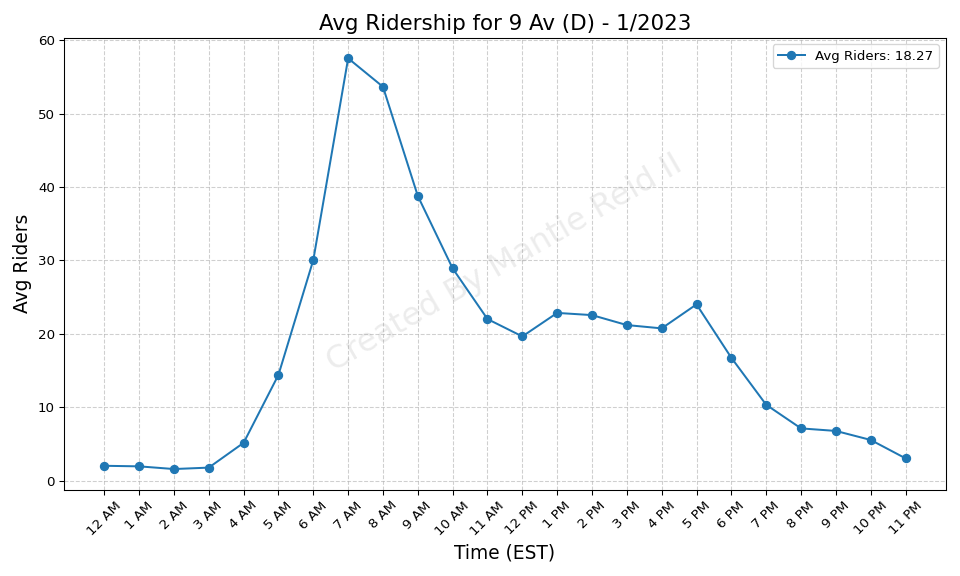 Avg Ridership for 9 Av (D) - 1/2023
Avg Riders: 18.27
60
50
40
30
20
10
0
Avg Riders
Created By Mantie Reid II
12 AM 1 AM 2 AM 3 AM 4 AM 5 AM 6 AM 7 AM 8 AM 9 AM 10 AM 11 AM 12 PM 1 PM 2 PM 3 PM 4 PM 5 PM 6 PM 7 PM 8 PM 9 PM 10 PM 11 PM
Time (EST)